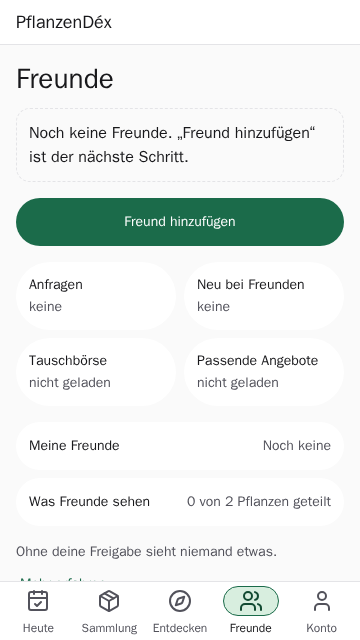 PflanzenDéx
Freunde
Noch keine Freunde. „Freund hinzufügen“
ist der nächste Schritt.
Freund hinzufügen
Anfragen
keine
Neu bei Freunden
keine
Tauschbörse
nicht geladen
Passende Angebote
nicht geladen
Meine Freunde
Noch keine
Was Freunde sehen
0 von 2 Pflanzen geteilt
Ohne deine Freigabe sieht niemand etwas.
Heute
Sammlung
Entdecken
Freunde
Konto